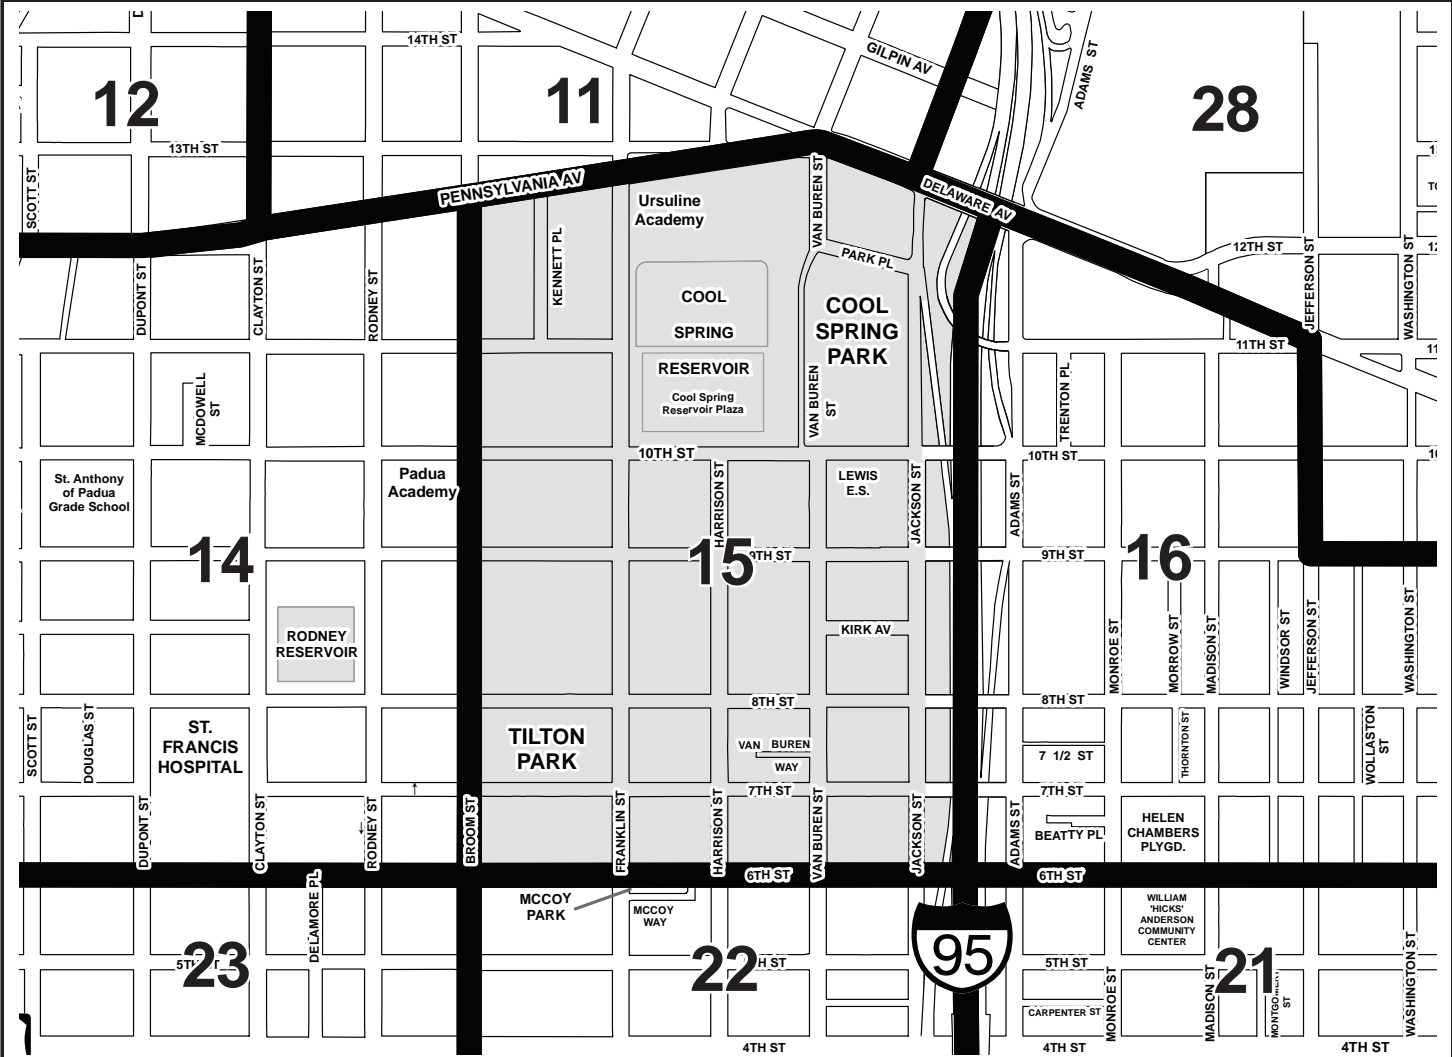 14TH ST
GILPIN AV
ADAMS ST
12
11
28
13TH ST
SCOTT ST
PENNSYLVANIA AV
DELAWARE AV
Ursuline
Academy
VAN BUREN ST
KENNETT PL
PARK PL
12TH ST
JEFFERSON ST
WASHINGTON ST
DUPONT ST
CLAYTON ST
RODNEY ST
COOL
SPRING
RESERVOIR
Cool Spring
Reservoir Plaza
COOL
SPRING
PARK
11TH ST
MCDOWELL
ST
VAN BUREN
ST
TRENTON PL
10TH ST
10TH ST
St. Anthony
of Padua
Grade School
Padua
Academy
HARRISON ST
LEWIS
E.S.
JACKSON ST
ADAMS ST
14
15
9TH ST
9TH ST
16
RODNEY
RESERVOIR
KIRK AV
MONROE ST
MORROW ST
MADISON ST
WINDSOR ST
JEFFERSON ST
WASHINGTON ST
8TH ST
8TH ST
SCOTT ST
DOUGLAS ST
ST.
FRANCIS
HOSPITAL
TILTON
PARK
VAN BUREN
WAY
7 1/2 ST
THORNTON ST
WOLLASTON
ST
7TH ST
7TH ST
DUPONT ST
CLAYTON ST
RODNEY ST
BROOM ST
FRANKLIN ST
HARRISON ST
VAN BUREN ST
JACKSON ST
ADAMS ST
BEATTY PL
HELEN
CHAMBERS
PLYGD.
6TH ST
6TH ST
DELAMORE PL
MCCOY
PARK
MCCOY
WAY
WILLIAM
'HICKS'
ANDERSON
COMMUNITY
CENTER
95
23
22
21
5TH ST
MONROE ST
MADISON ST
WASHINGTON ST
CARPENTER ST
4TH ST
4TH ST
4TH ST